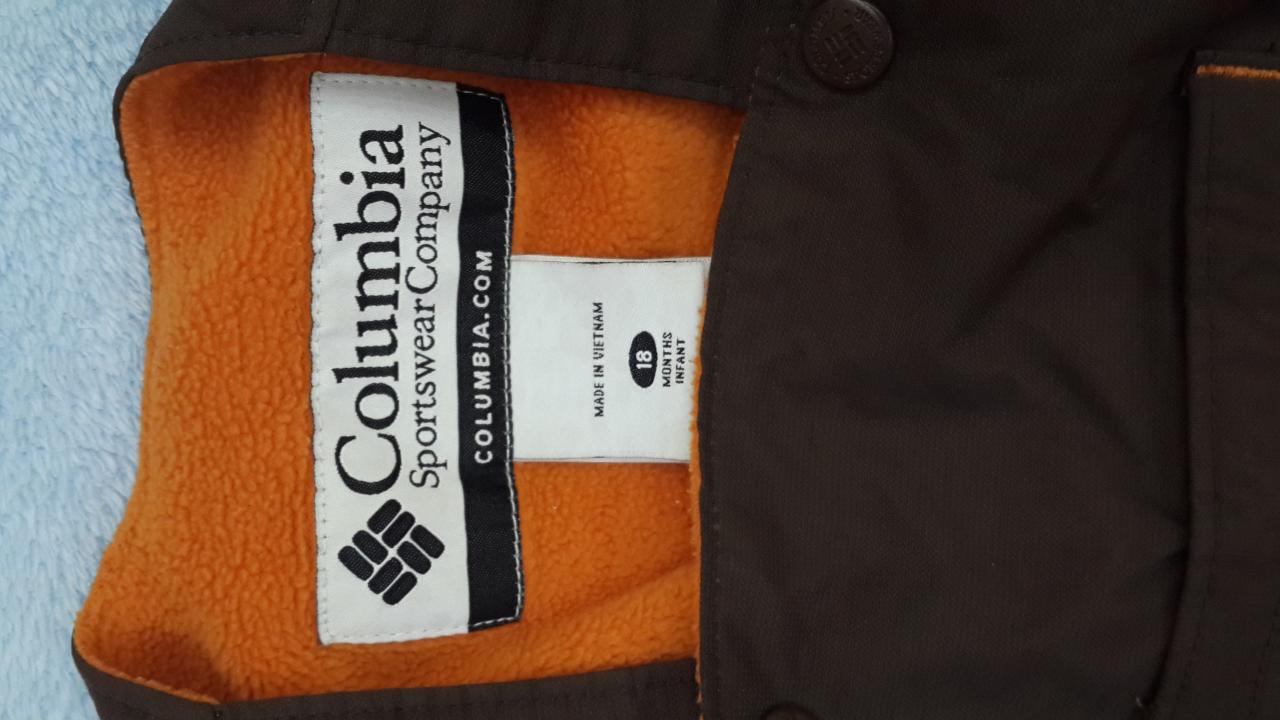 Columbia
Sportswear Company
COLUMBIA.COM
MADE IN VIETNAM
18
MONTHS
INFANT